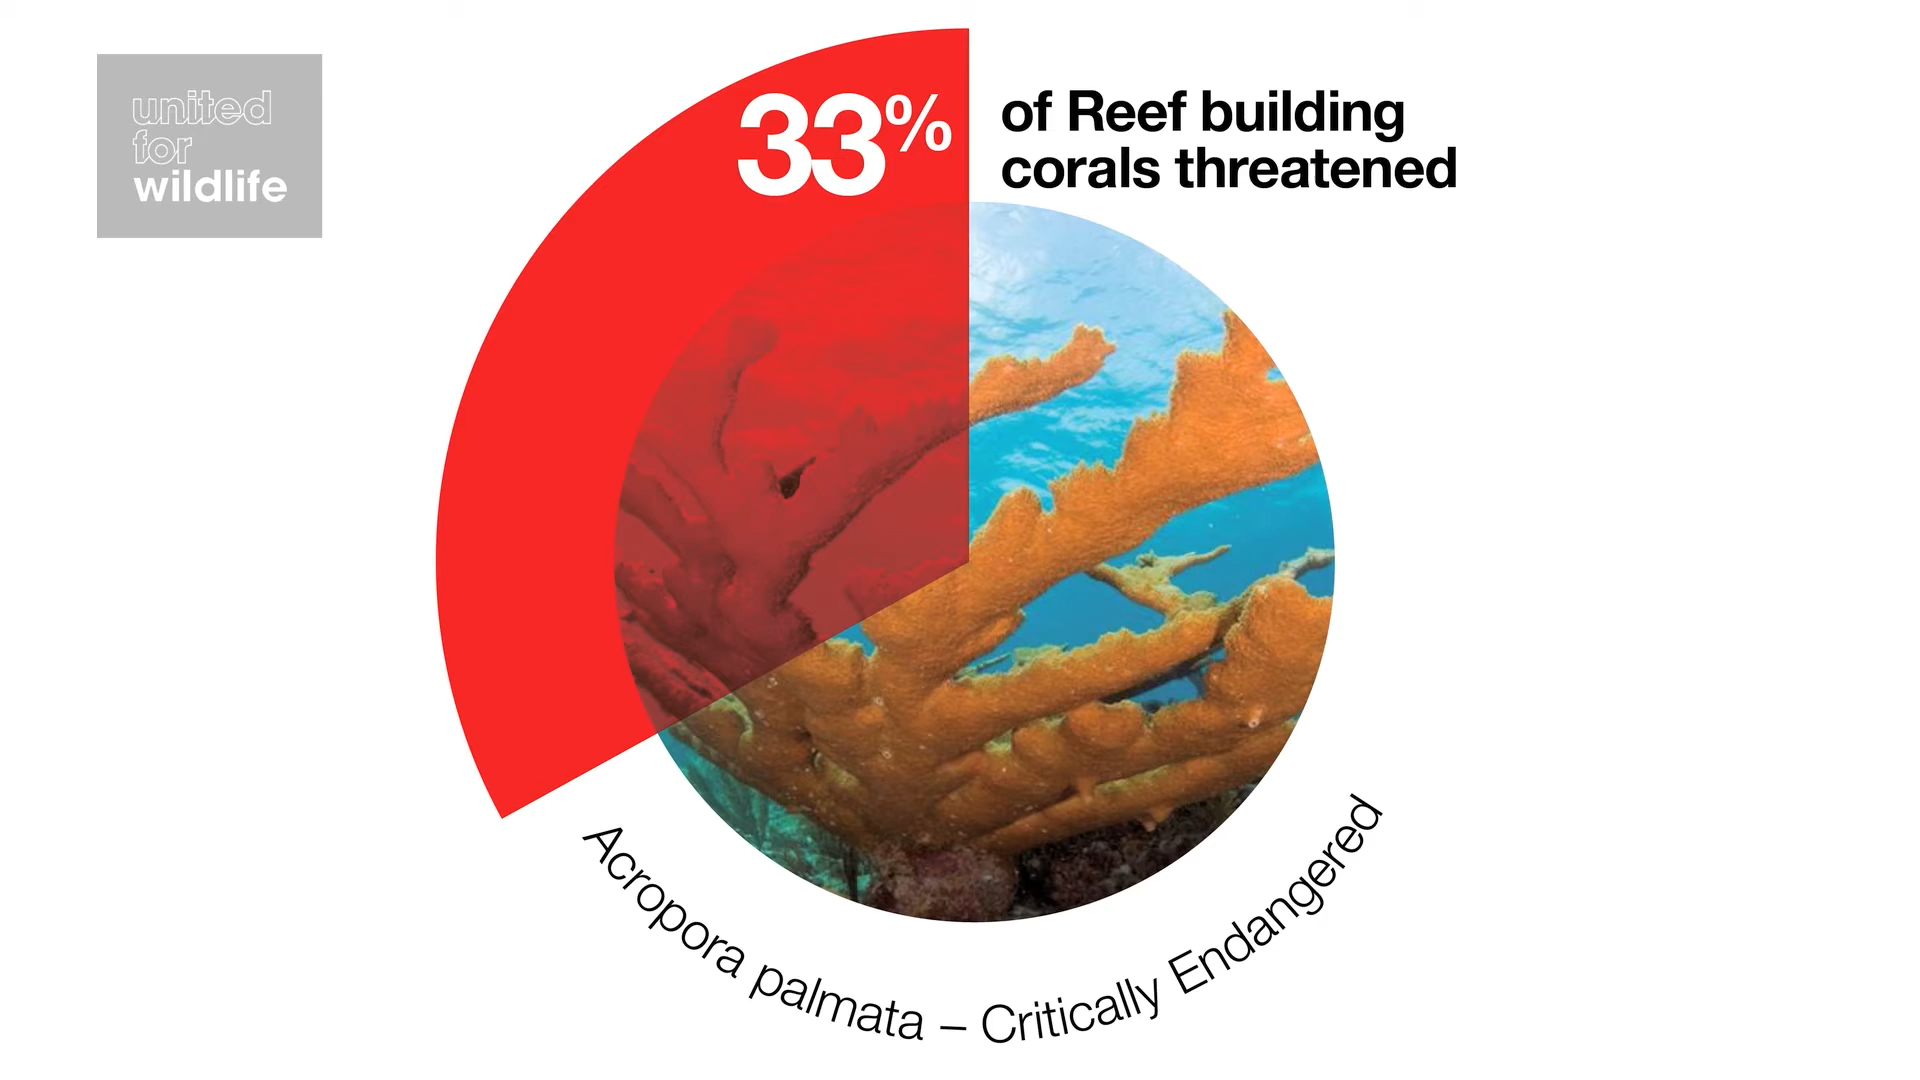 united
for
wildlife
33%
of Reef building
corals threatened
Acropora palmata – Critically Endangered